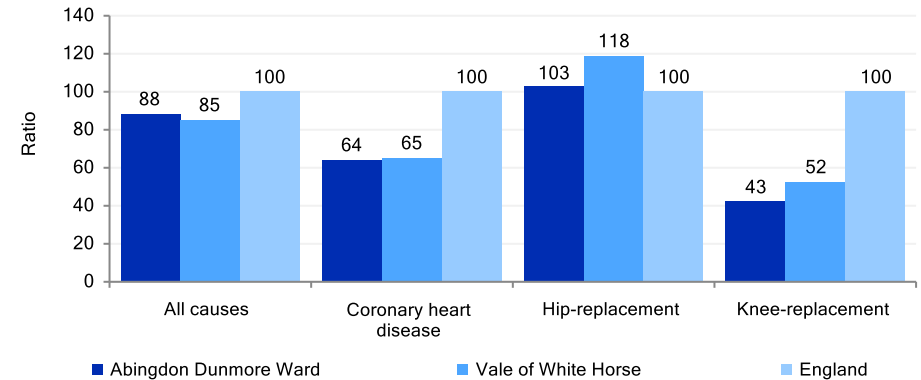 140
120
100
80
60
40
20
0
Ratio
88
85
100
64
65
100
103
118
100
43
52
100
All causes
Coronary heart
disease
Hip-replacement
Knee-replacement
Abingdon Dunmore Ward
Vale of White Horse
England